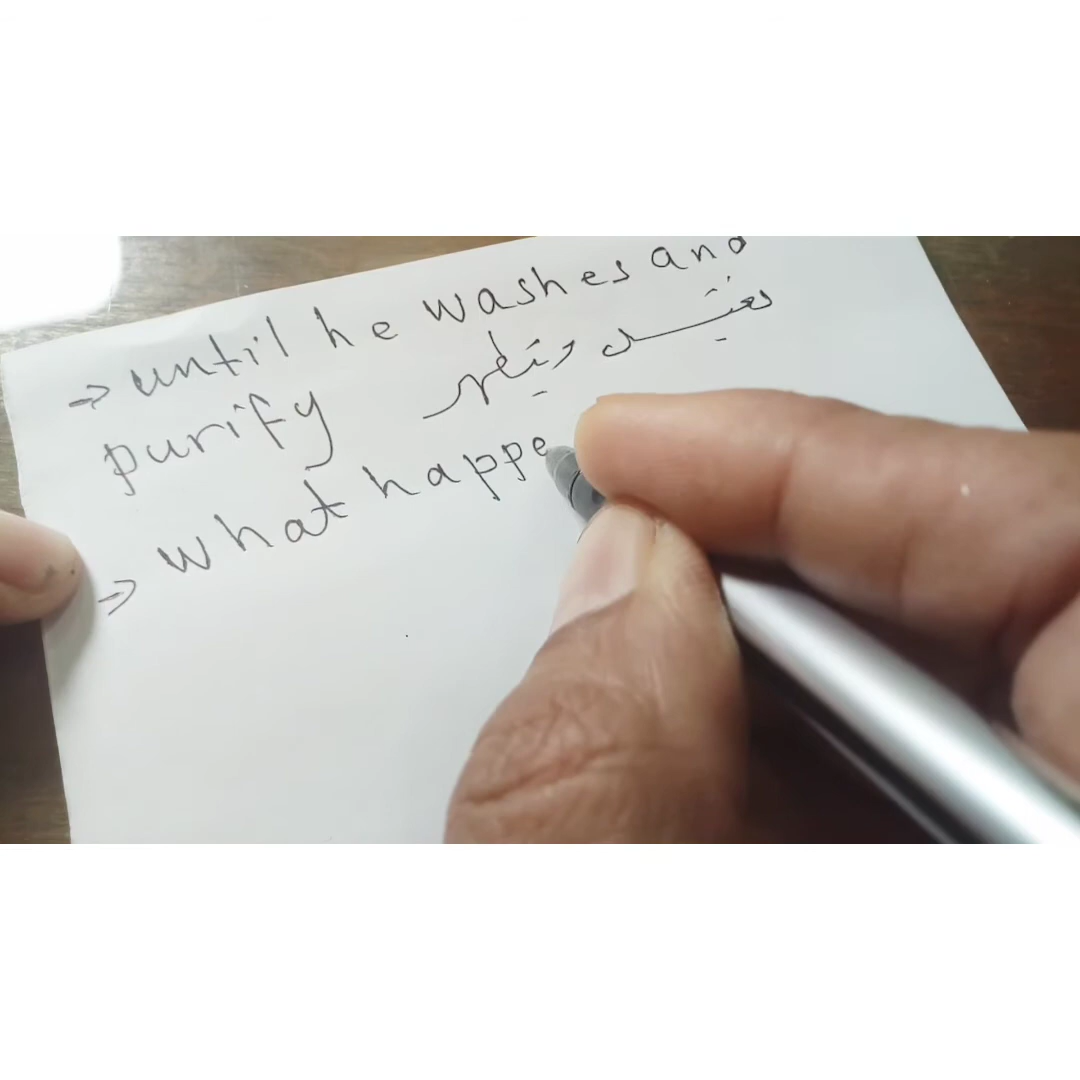 → until he washes and
purify يغتسل ويتطهر
→ what happe